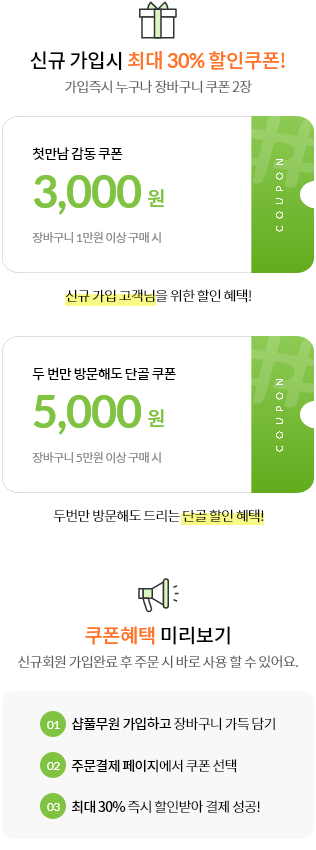 신규 가입시 최대 30% 할인쿠폰!
가입즉시 누구나 장바구니 쿠폰 2장
첫만남 감동 쿠폰
3,000 원
장바구니 1만원 이상 구매 시
COUPON
신규 가입 고객님을 위한 할인 혜택!
두 번만 방문해도 단골 쿠폰
5,000 원
장바구니 5만원 이상 구매 시
COUPON
두번만 방문해도 드리는 단골 할인 혜택!
쿠폰혜택 미리보기
신규회원 가입완료 후 주문 시 바로 사용 할 수 있어요.
01 샵풀무원 가입하고 장바구니 가득 담기
02 주문결제 페이지에서 쿠폰 선택
03 최대 30% 즉시 할인받아 결제 성공!